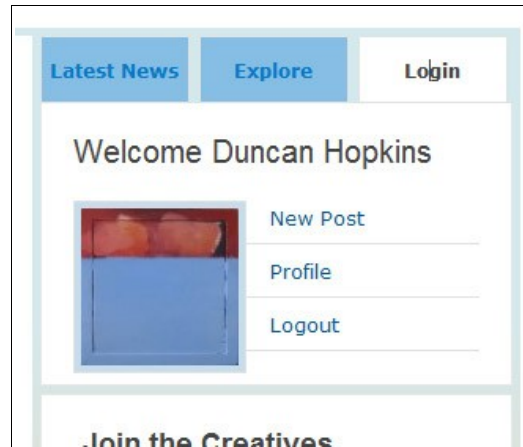 Latest News Explore Login
Welcome Duncan Hopkins
New Post
Profile
Logout
Join the Creatives